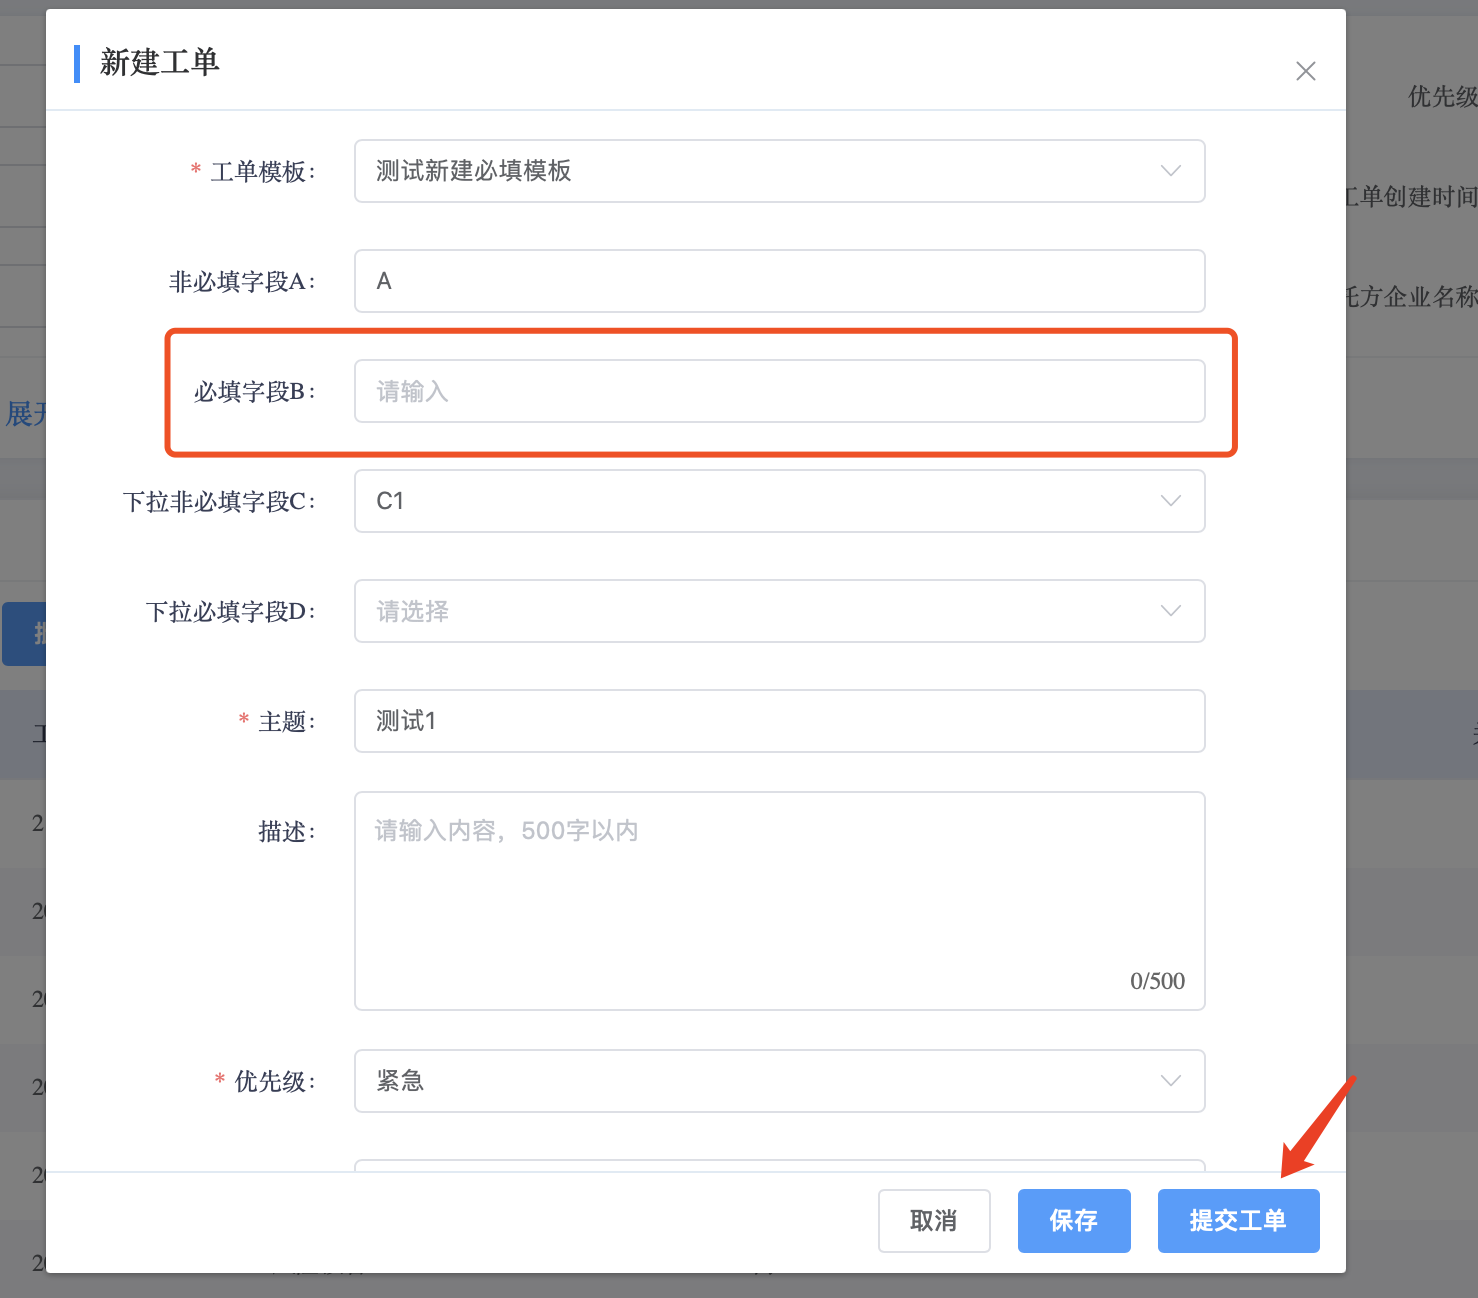 新建工单
优先级
* 工单模板:
测试新建必填模板
工单创建时间
非必填字段A:
A
托方企业名称
必填字段B:
请输入
展开
下拉非必填字段C:
C1
下拉必填字段D:
请选择
* 主题:
测试1
描述:
请输入内容，500字以内
0/500
* 优先级:
紧急
取消
保存
提交工单